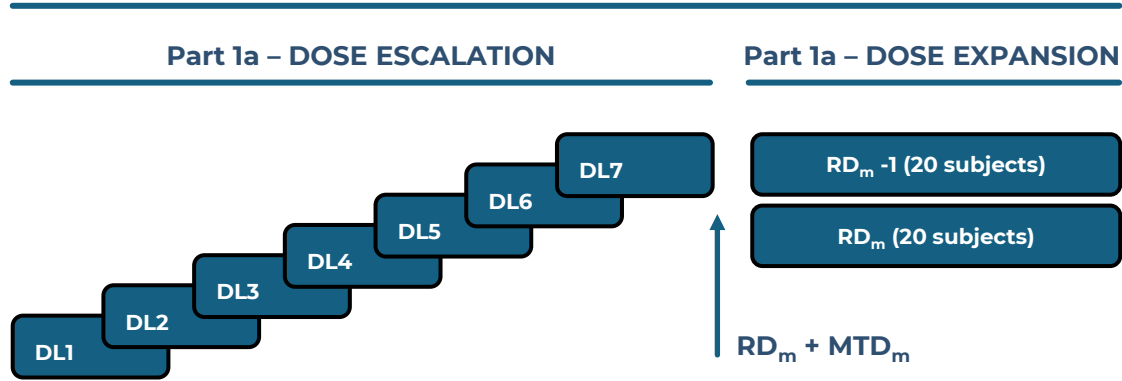 Part 1a – DOSE ESCALATION
Part 1a – DOSE EXPANSION
DL7
DL6
DL5
DL4
DL3
DL2
DL1
RDm -1 (20 subjects)
RDm (20 subjects)
RDm + MTDm